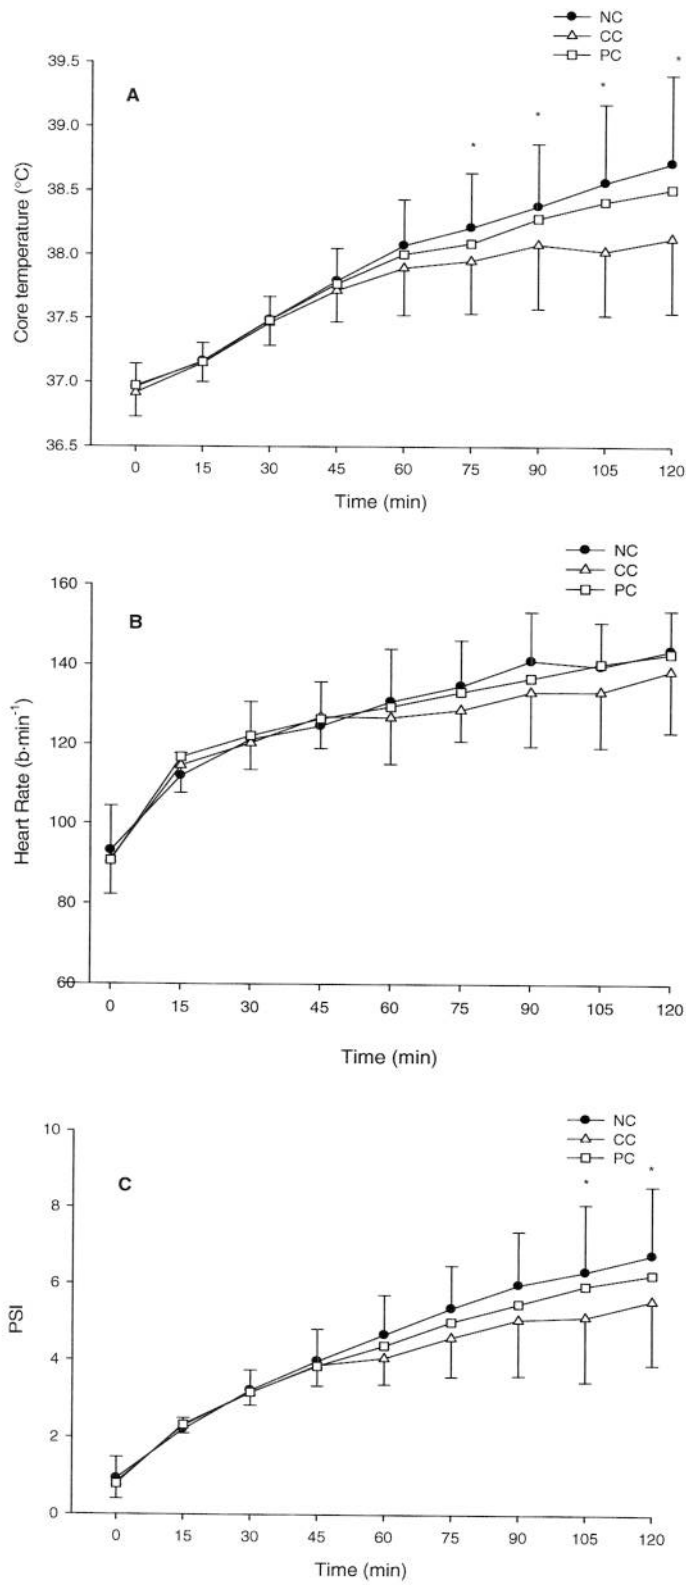 NC
CC
PC
39.5
A
* * * *
39.0
38.5
38.0
37.5
37.0
36.5
Core temperature (°C)
0 15 30 45 60 75 90 105 120
Time (min)
NC
CC
PC
160
B
140
120
100
80
60
Heart Rate (b·min⁻¹)
0 15 30 45 60 75 90 105 120
Time (min)
NC
CC
PC
10
C
* *
8
6
4
2
0
PSI
0 15 30 45 60 75 90 105 120
Time (min)